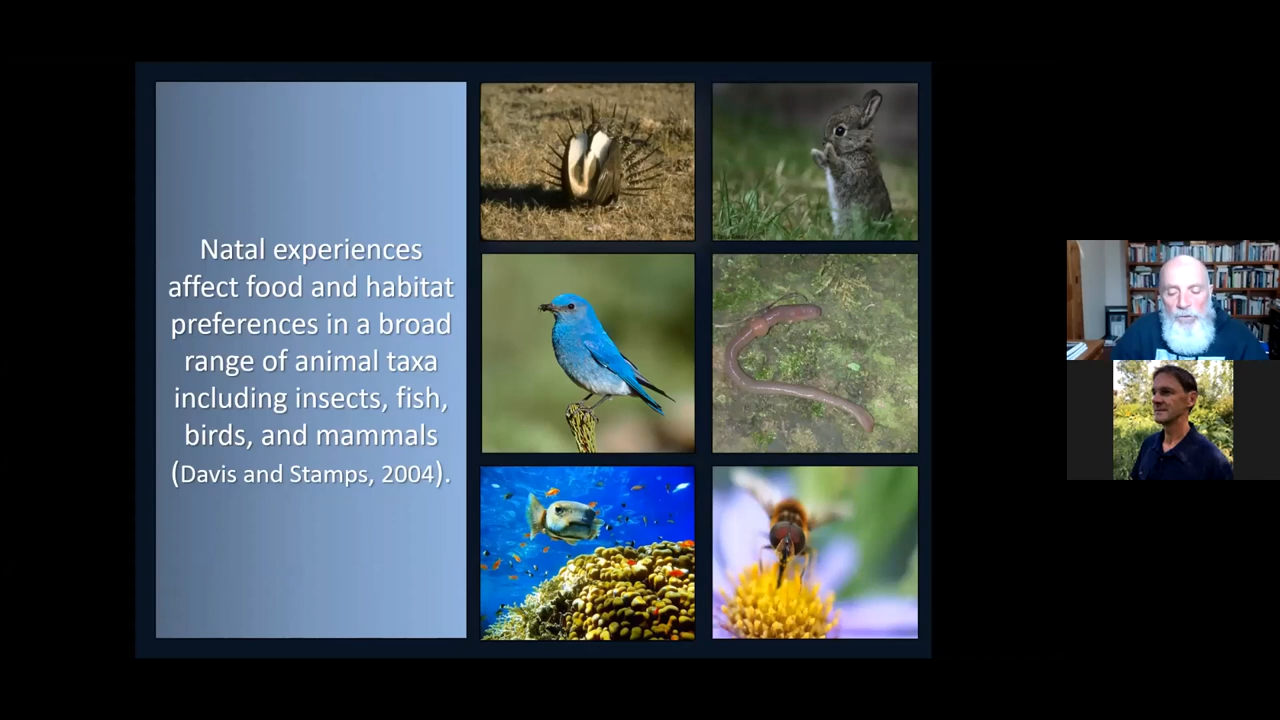 Natal experiences
affect food and habitat
preferences in a broad
range of animal taxa
including insects, fish,
birds, and mammals
(Davis and Stamps, 2004).